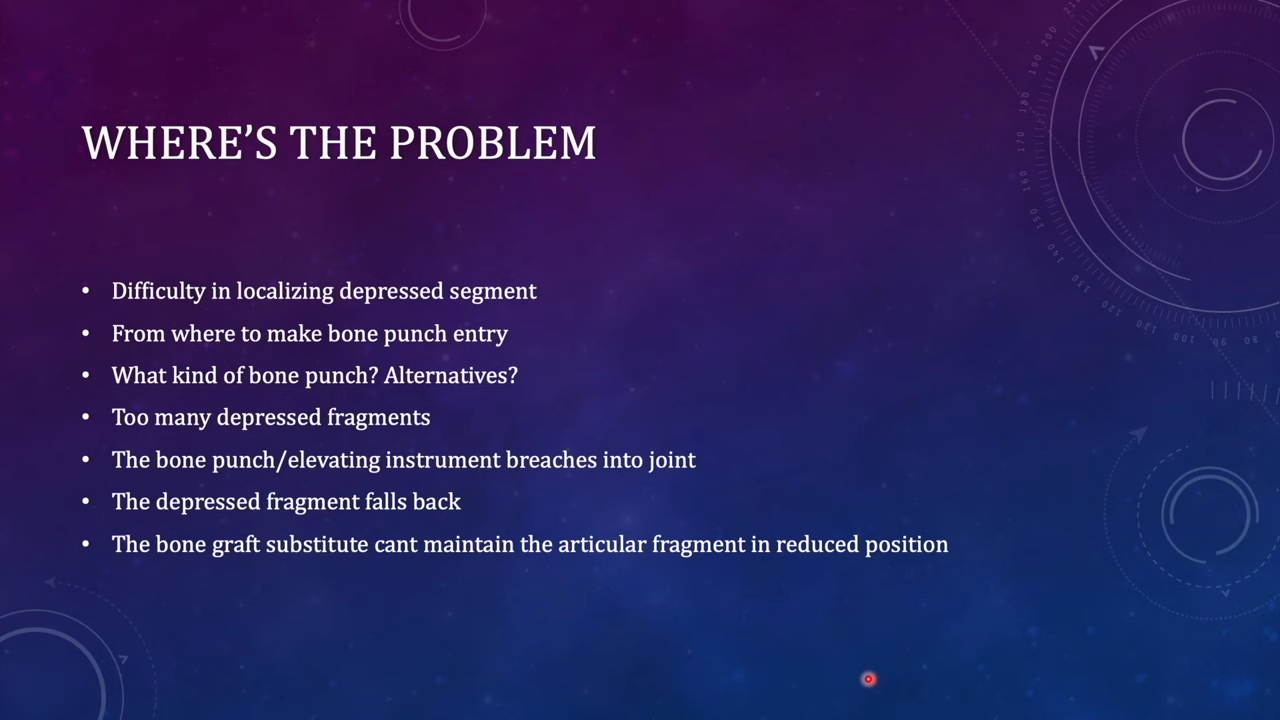 WHERE'S THE PROBLEM
• Difficulty in localizing depressed segment
• From where to make bone punch entry
• What kind of bone punch? Alternatives?
• Too many depressed fragments
• The bone punch/elevating instrument breaches into joint
• The depressed fragment falls back
• The bone graft substitute cant maintain the articular fragment in reduced position